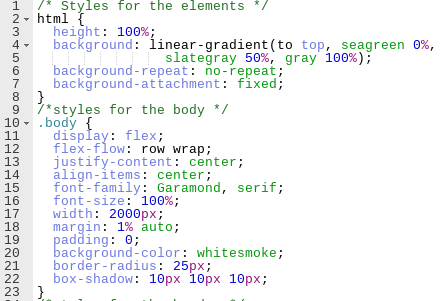 1 /* Styles for the elements */
2 html {
3 height: 100%;
4 background: linear-gradient(to top, seagreen 0%,
5 slategray 50%, gray 100%);
6 background-repeat: no-repeat;
7 background-attachment: fixed;
8 }
9 /*styles for the body */
10 .body {
11 display: flex;
12 flex-flow: row wrap;
13 justify-content: center;
14 align-items: center;
15 font-family: Garamond, serif;
16 font-size: 100%;
17 width: 2000px;
18 margin: 1% auto;
19 padding: 0;
20 background-color: whitesmoke;
21 border-radius: 25px;
22 box-shadow: 10px 10px 10px;
23 }